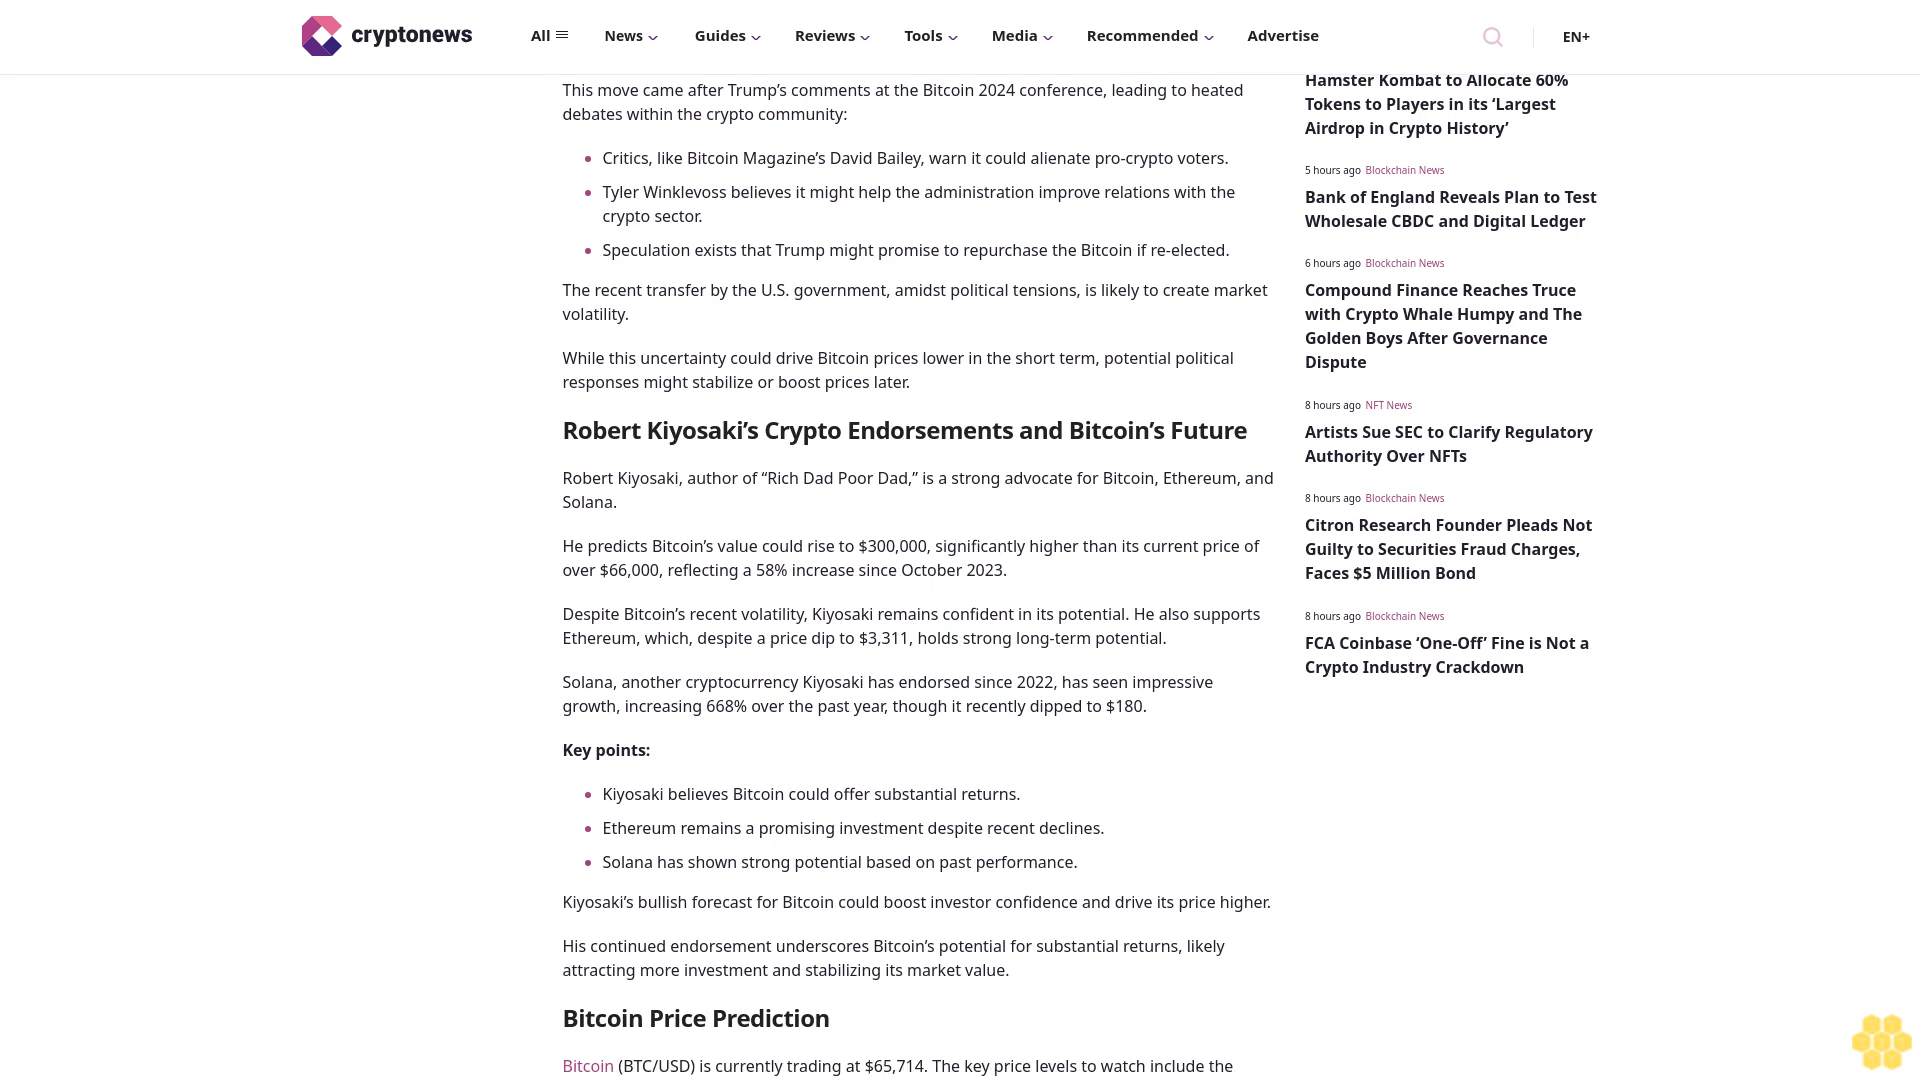 cryptonews
All
News
Guides
Reviews
Tools
Media
Recommended
Advertise
EN+
This move came after Trump’s comments at the Bitcoin 2024 conference, leading to heated
debates within the crypto community:
Critics, like Bitcoin Magazine’s David Bailey, warn it could alienate pro-crypto voters.
Tyler Winklevoss believes it might help the administration improve relations with the
crypto sector.
Speculation exists that Trump might promise to repurchase the Bitcoin if re-elected.
The recent transfer by the U.S. government, amidst political tensions, is likely to create market
volatility.
While this uncertainty could drive Bitcoin prices lower in the short term, potential political
responses might stabilize or boost prices later.
Robert Kiyosaki’s Crypto Endorsements and Bitcoin’s Future
Robert Kiyosaki, author of “Rich Dad Poor Dad,” is a strong advocate for Bitcoin, Ethereum, and
Solana.
He predicts Bitcoin’s value could rise to $300,000, significantly higher than its current price of
over $66,000, reflecting a 58% increase since October 2023.
Despite Bitcoin’s recent volatility, Kiyosaki remains confident in its potential. He also supports
Ethereum, which, despite a price dip to $3,311, holds strong long-term potential.
Solana, another cryptocurrency Kiyosaki has endorsed since 2022, has seen impressive
growth, increasing 668% over the past year, though it recently dipped to $180.
Key points:
Kiyosaki believes Bitcoin could offer substantial returns.
Ethereum remains a promising investment despite recent declines.
Solana has shown strong potential based on past performance.
Kiyosaki’s bullish forecast for Bitcoin could boost investor confidence and drive its price higher.
His continued endorsement underscores Bitcoin’s potential for substantial returns, likely
attracting more investment and stabilizing its market value.
Bitcoin Price Prediction
Bitcoin (BTC/USD) is currently trading at $65,714. The key price levels to watch include the
Hamster Kombat to Allocate 60%
Tokens to Players in its ‘Largest
Airdrop in Crypto History’
5 hours ago Blockchain News
Bank of England Reveals Plan to Test
Wholesale CBDC and Digital Ledger
6 hours ago Blockchain News
Compound Finance Reaches Truce
with Crypto Whale Humpy and The
Golden Boys After Governance
Dispute
8 hours ago NFT News
Artists Sue SEC to Clarify Regulatory
Authority Over NFTs
8 hours ago Blockchain News
Citron Research Founder Pleads Not
Guilty to Securities Fraud Charges,
Faces $5 Million Bond
8 hours ago Blockchain News
FCA Coinbase ‘One-Off’ Fine is Not a
Crypto Industry Crackdown